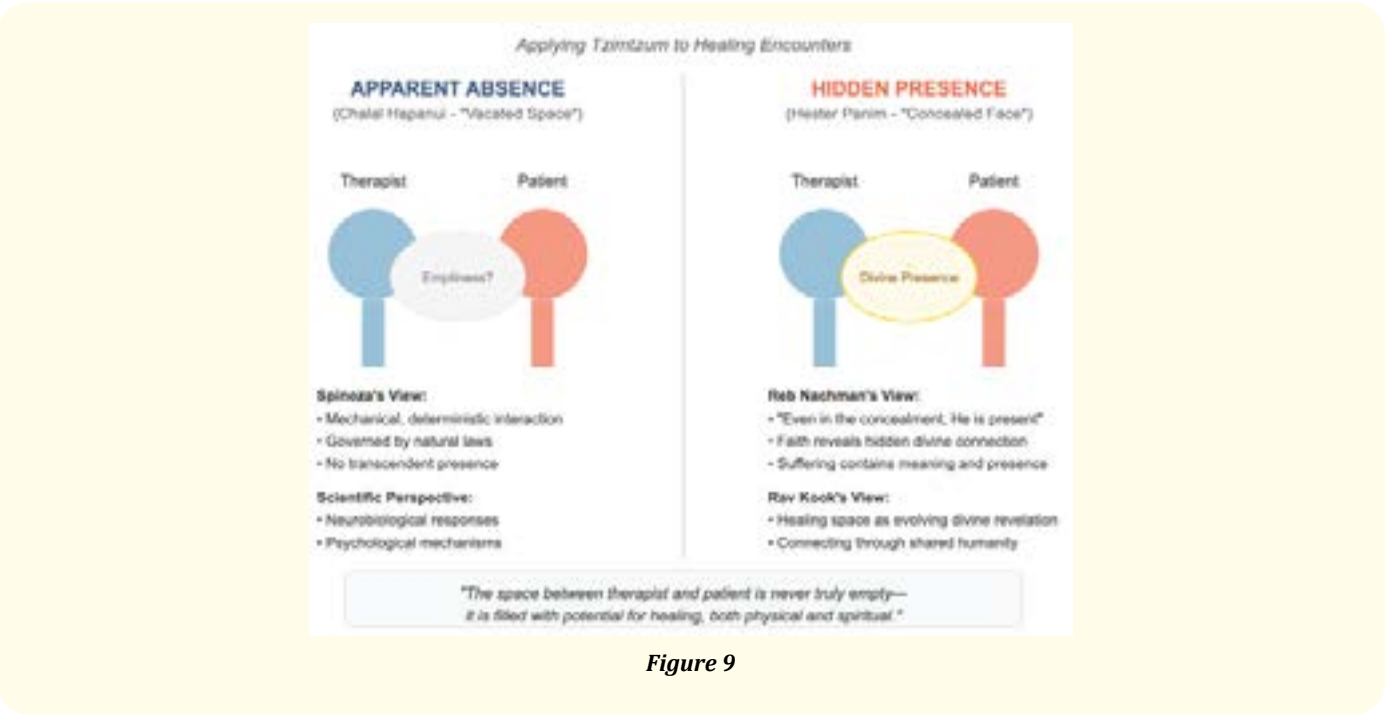 Applying Tzimtzum to Healing Encounters
APPARENT ABSENCE
(Chalal Hapanui - "Vacated Space")
Therapist
Patient
Emptiness?
Spinoza's View:
• Mechanical, deterministic interaction
• Governed by natural laws
• No transcendent presence
Scientific Perspective:
• Neurobiological responses
• Psychological mechanisms
HIDDEN PRESENCE
(Hester Panim - "Concealed Face")
Therapist
Patient
Divine Presence
Reb Nachman's View:
• "Even in the concealment, He is present"
• Faith reveals hidden divine connection
• Suffering contains meaning and presence
Rav Kook's View:
• Healing space as evolving divine revelation
• Connecting through shared humanity
"The space between therapist and patient is never truly empty—
it is filled with potential for healing, both physical and spiritual."
Figure 9